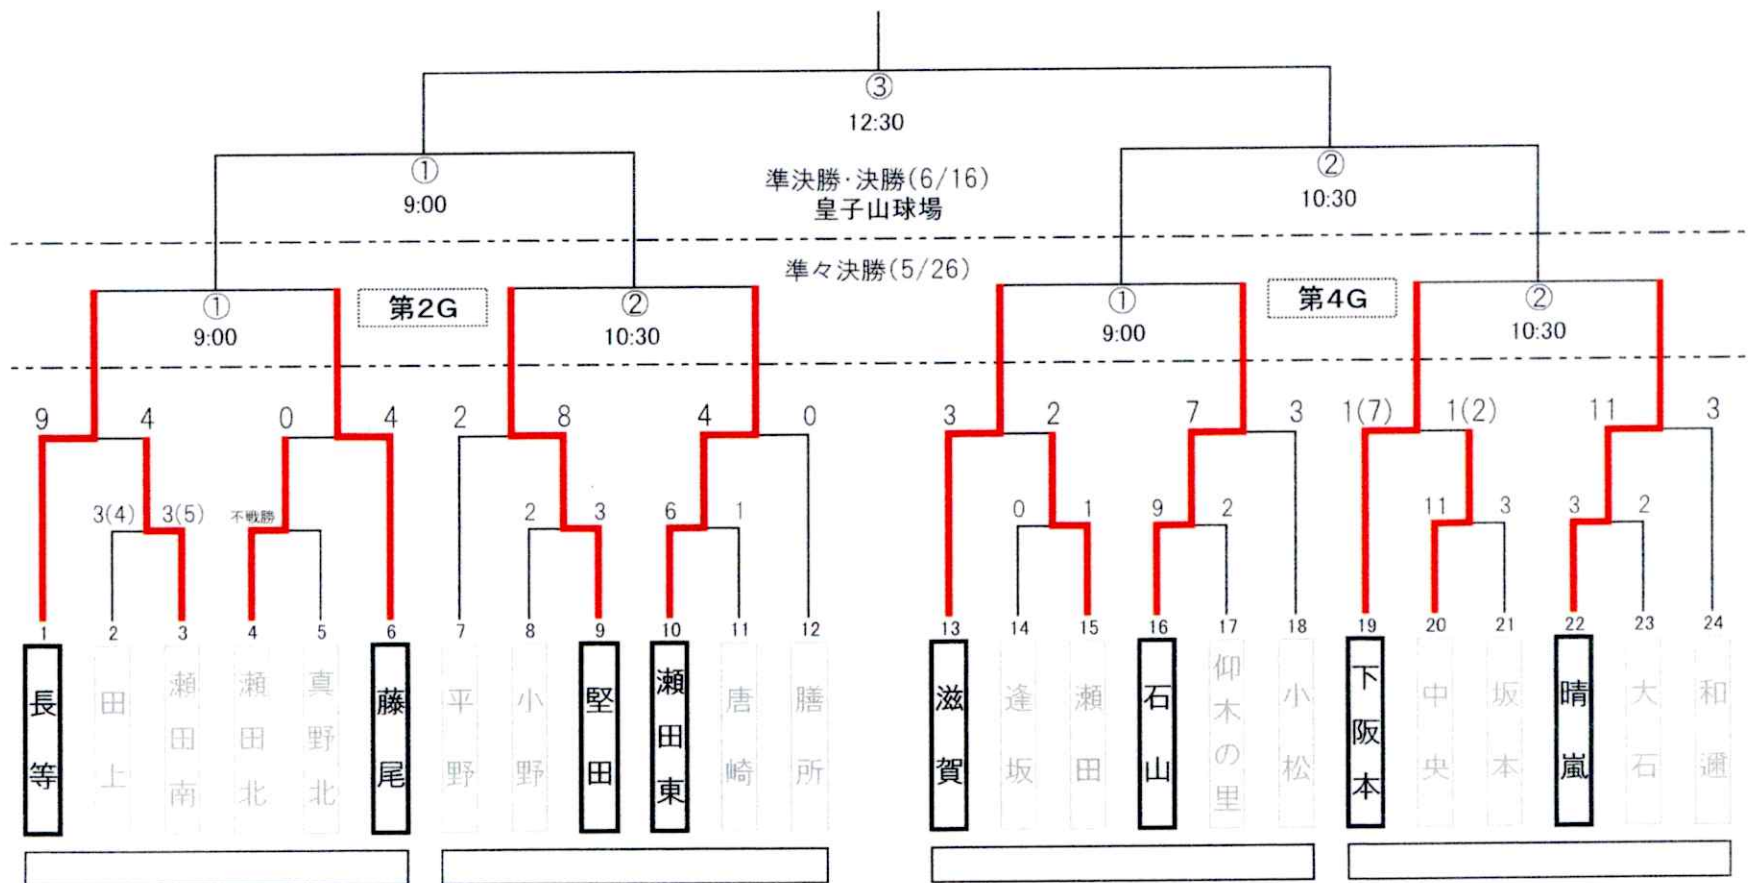 ③
12:30
① ②
9:00 準決勝・決勝(6/16) 10:30
皇子山球場
準々決勝(5/26)
① 第2G ② ① 第4G ②
9:00 10:30 9:00 10:30
9 4 0 4 2 8 4 0 3 2 7 3 1(7) 1(2) 11 3
3(4) 3(5) 不戦勝 2 3 6 1 0 1 9 2 11 3 3 2
1 2 3 4 5 6 7 8 9 10 11 12 13 14 15 16 17 18 19 20 21 22 23 24
長等
田上
瀬田南
瀬田北
真野北
藤尾
平野
小野
堅田
瀬田東
唐崎
膳所
滋賀
逢坂
瀬田
石山
仰木の里
小松
下阪本
中央
坂本
晴嵐
大石
和邇